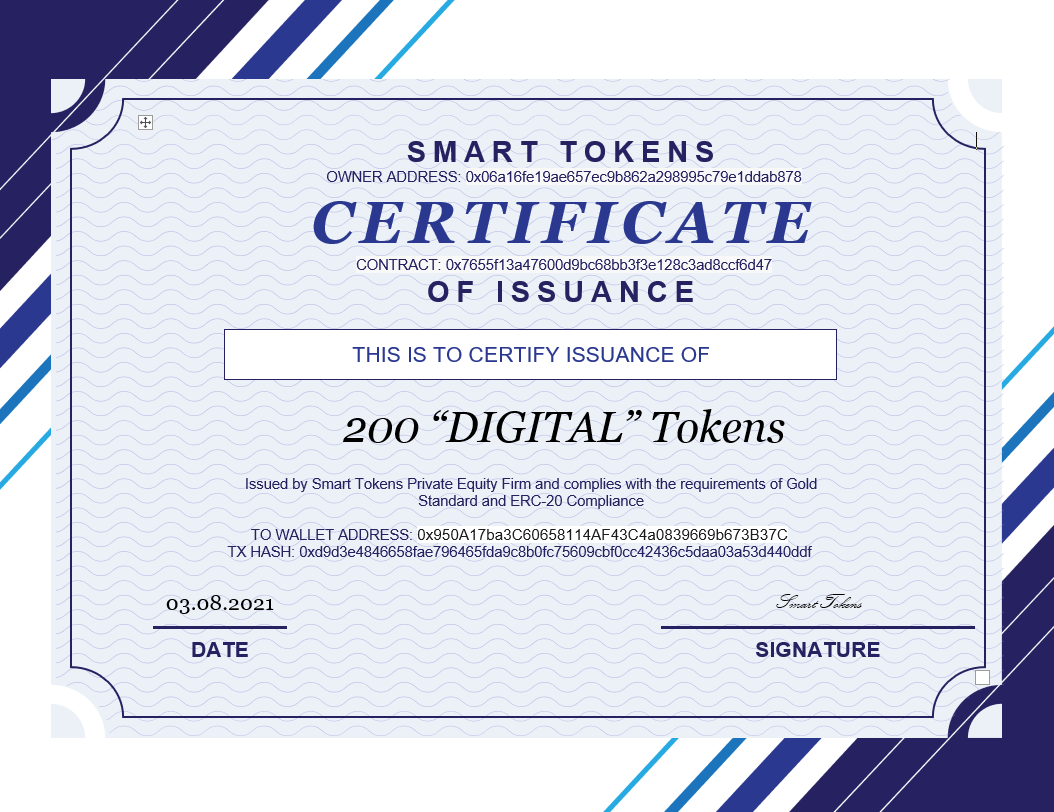 SMART TOKENS
OWNER ADDRESS: 0x06a16fe19ae657ec9b862a298995c79e1ddab878
CERTIFICATE
CONTRACT: 0x7655f13a47600d9bc68bb3f3e128c3ad8ccf6d47
OF ISSUANCE
THIS IS TO CERTIFY ISSUANCE OF
200 “DIGITAL” Tokens
Issued by Smart Tokens Private Equity Firm and complies with the requirements of Gold
Standard and ERC-20 Compliance
TO WALLET ADDRESS: 0x950A17ba3C60658114AF43C4a0839669b673B37C
TX HASH: 0xd9d3e4846658fae796465fda9c8b0fc75609cbf0cc42436c5daa03a53d440ddf
03.08.2021
Smart Tokens
DATE
SIGNATURE